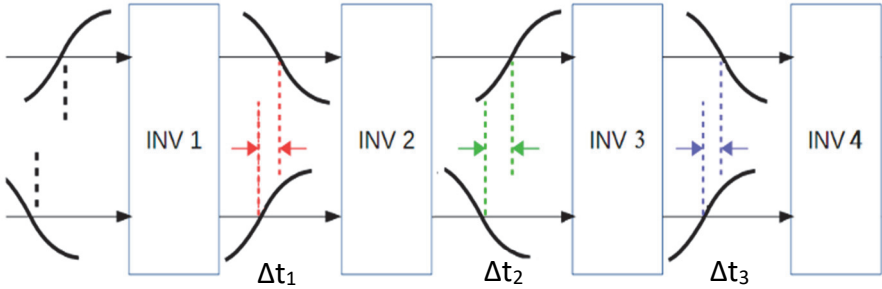 INV 1
INV 2
INV 3
INV 4
Δt₁
Δt₂
Δt₃